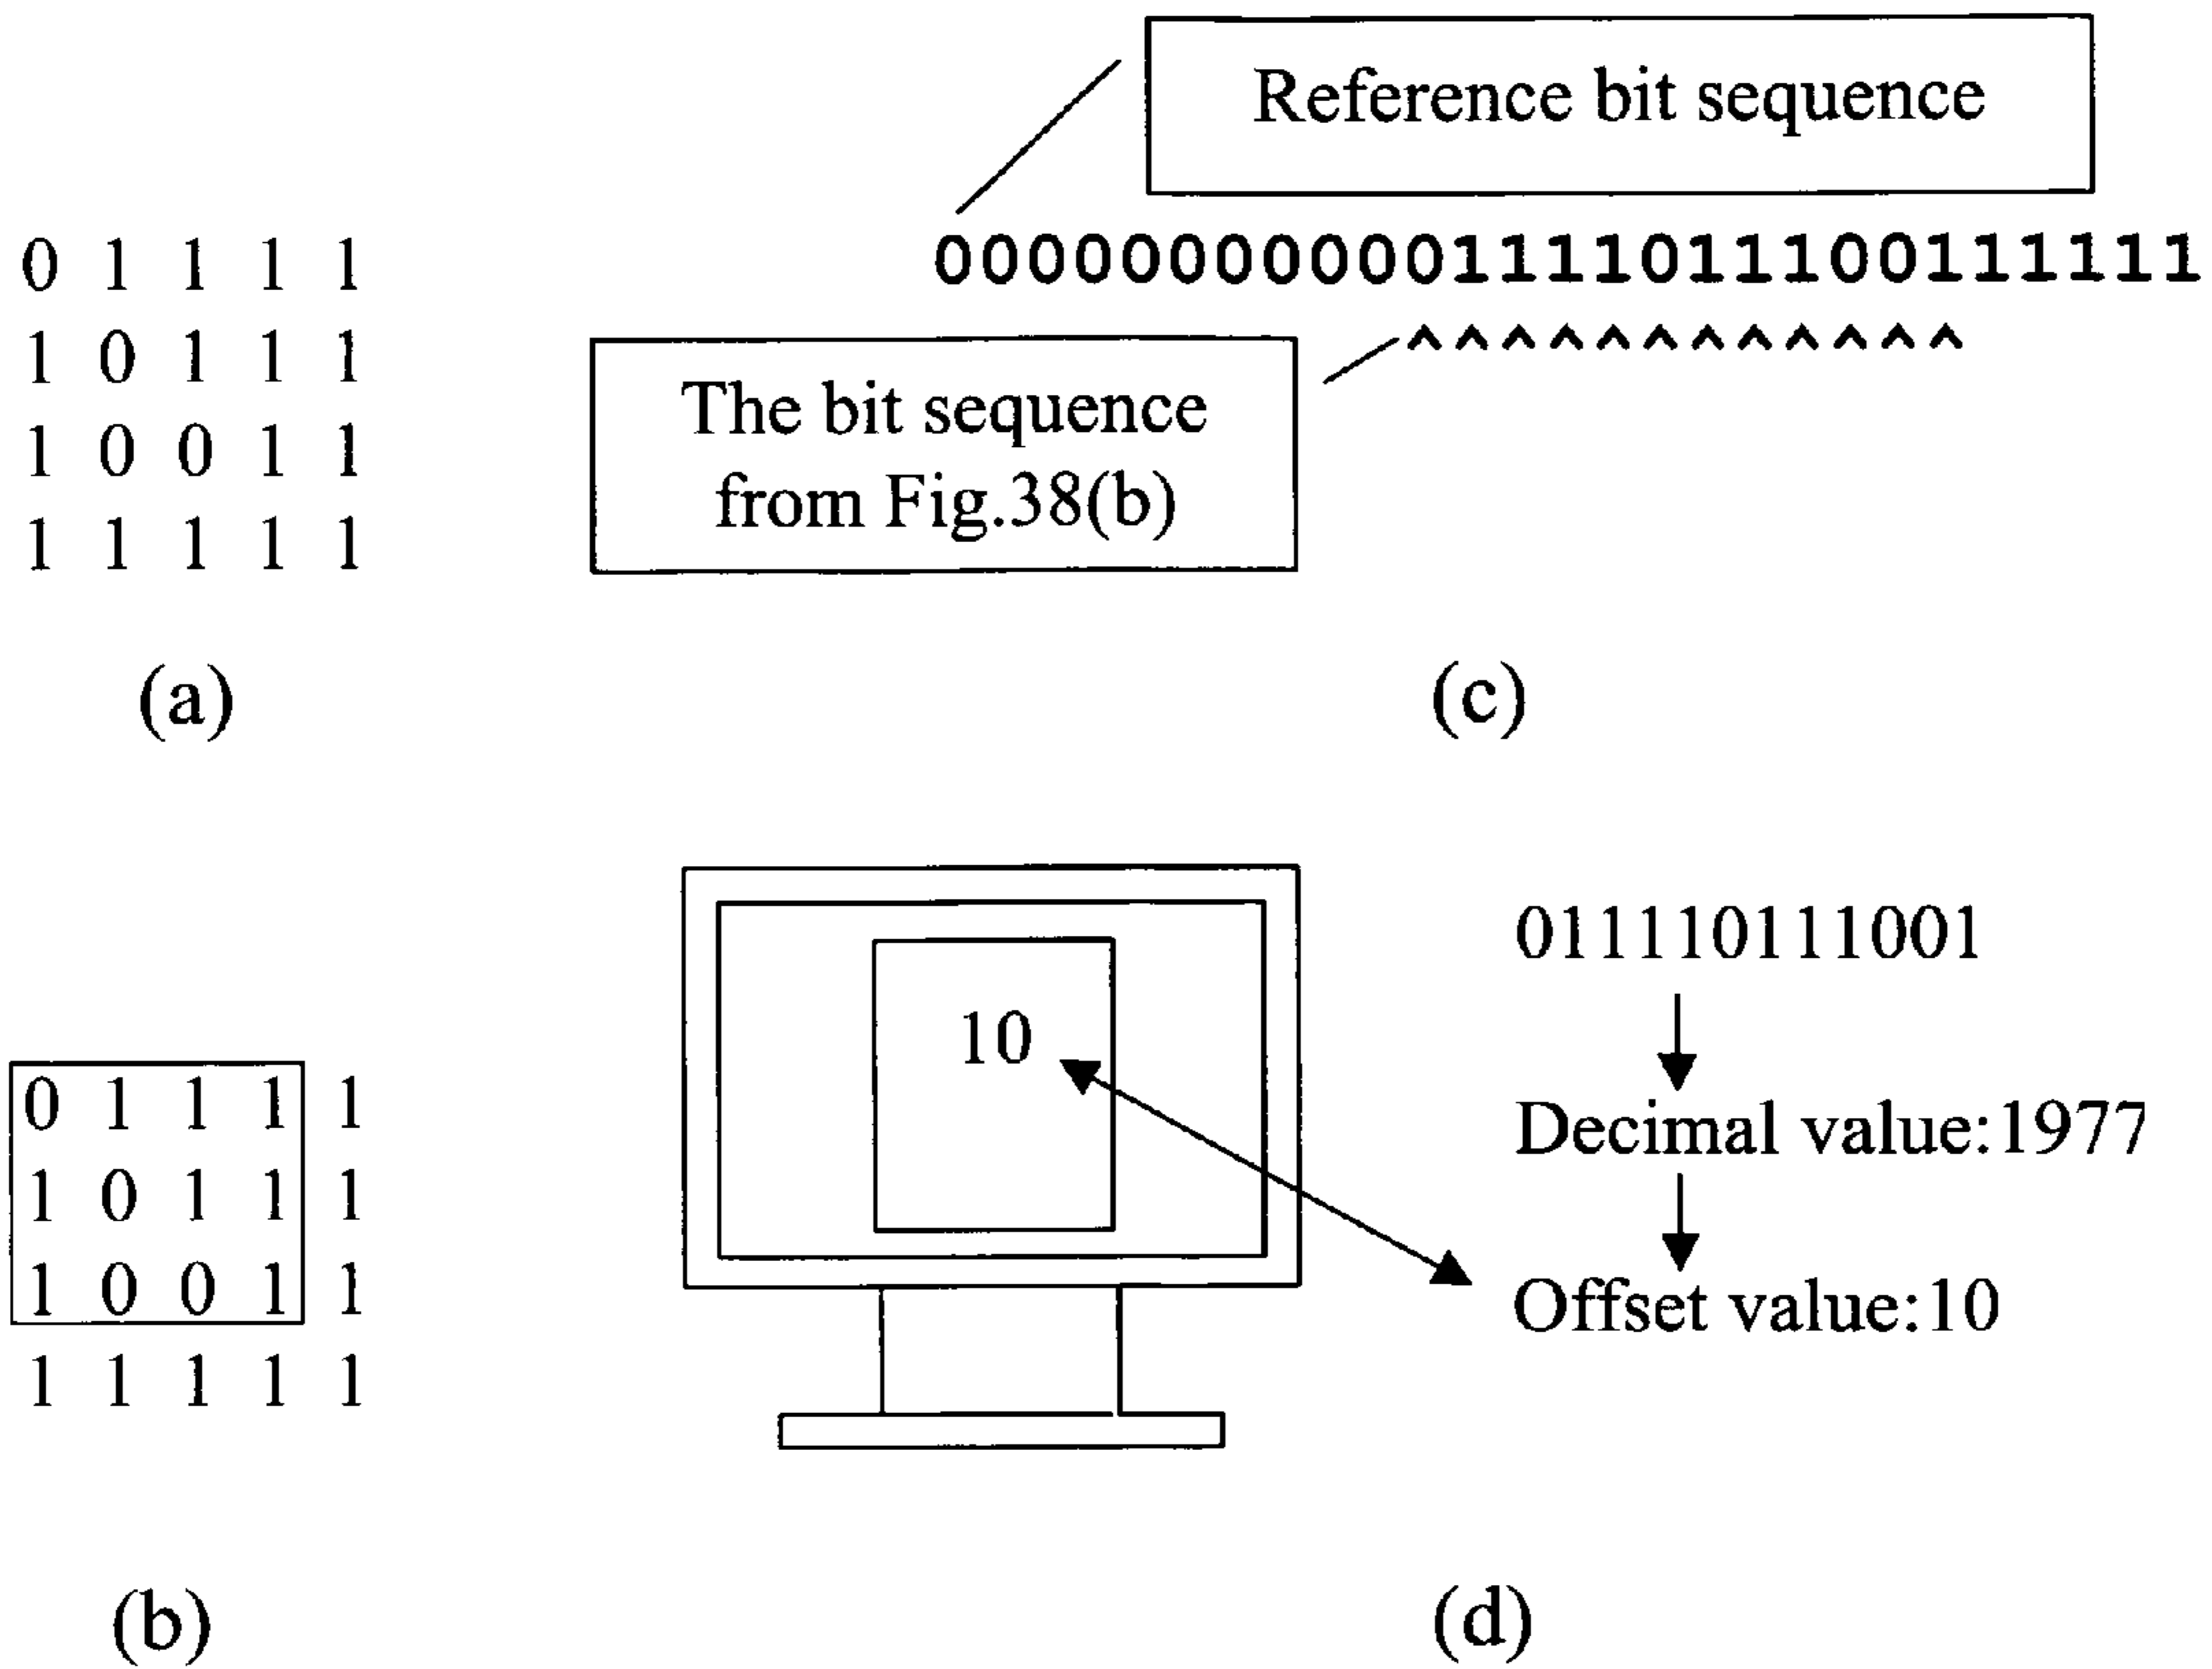 Reference bit sequence
000000000001111011100111111
^^^^^^^^^^^^
The bit sequence
from Fig.38(b)
(c)
0 1 1 1 1
1 0 1 1 1
1 0 0 1 1
1 1 1 1 1
(a)
0 1 1 1 1
1 0 1 1 1
1 0 0 1 1
1 1 1 1 1
(b)
10
011110111001
Decimal value:1977
Offset value:10
(d)